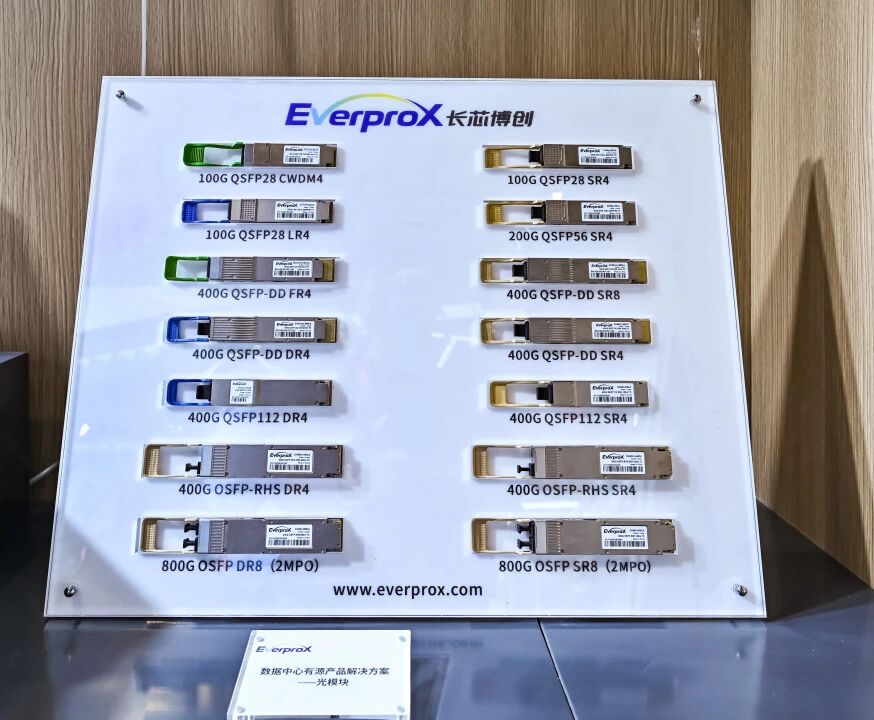 EverproX 长芯博创
100G QSFP28 CWDM4
100G QSFP28 SR4
100G QSFP28 LR4
200G QSFP56 SR4
400G QSFP-DD FR4
400G QSFP-DD SR8
400G QSFP-DD DR4
400G QSFP-DD SR4
400G QSFP112 DR4
400G QSFP112 SR4
400G OSFP-RHS DR4
400G OSFP-RHS SR4
800G OSFP DR8（2MPO）
800G OSFP SR8（2MPO）
www.everprox.com
EverproX
数据中心有源产品解决方案
——光模块